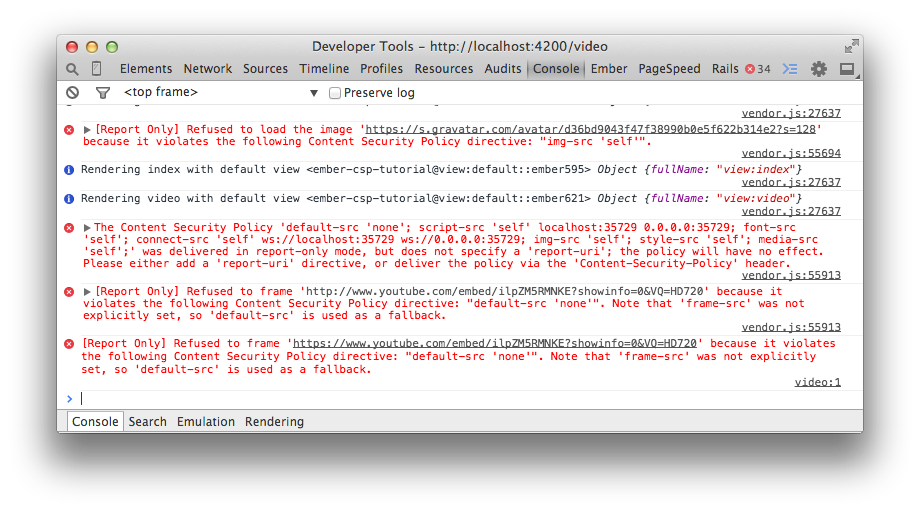 Developer Tools - http://localhost:4200/video
Elements Network Sources Timeline Profiles Resources Audits Console Ember PageSpeed Rails 34
<top frame> Preserve log
vendor.js:27637
[Report Only] Refused to load the image 'https://s.gravatar.com/avatar/d36bd9043f47f38990b0e5f622b314e2?s=128'
because it violates the following Content Security Policy directive: "img-src 'self'".
vendor.js:55694
Rendering index with default view <ember-csp-tutorial@view:default::ember595> Object {fullName: "view:index"}
vendor.js:27637
Rendering video with default view <ember-csp-tutorial@view:default::ember621> Object {fullName: "view:video"}
vendor.js:27637
The Content Security Policy 'default-src 'none'; script-src 'self' localhost:35729 0.0.0.0:35729; font-src
'self'; connect-src 'self' ws://localhost:35729 ws://0.0.0.0:35729; img-src 'self'; style-src 'self'; media-src
'self';' was delivered in report-only mode, but does not specify a 'report-uri'; the policy will have no effect.
Please either add a 'report-uri' directive, or deliver the policy via the 'Content-Security-Policy' header.
vendor.js:55913
[Report Only] Refused to frame 'http://www.youtube.com/embed/ilpZM5RMNKE?showinfo=0&VQ=HD720' because it
violates the following Content Security Policy directive: "default-src 'none'". Note that 'frame-src' was not
explicitly set, so 'default-src' is used as a fallback.
vendor.js:55913
[Report Only] Refused to frame 'https://www.youtube.com/embed/ilpZM5RMNKE?showinfo=0&VQ=HD720' because it violates
the following Content Security Policy directive: "default-src 'none'". Note that 'frame-src' was not explicitly
set, so 'default-src' is used as a fallback.
video:1
Console Search Emulation Rendering